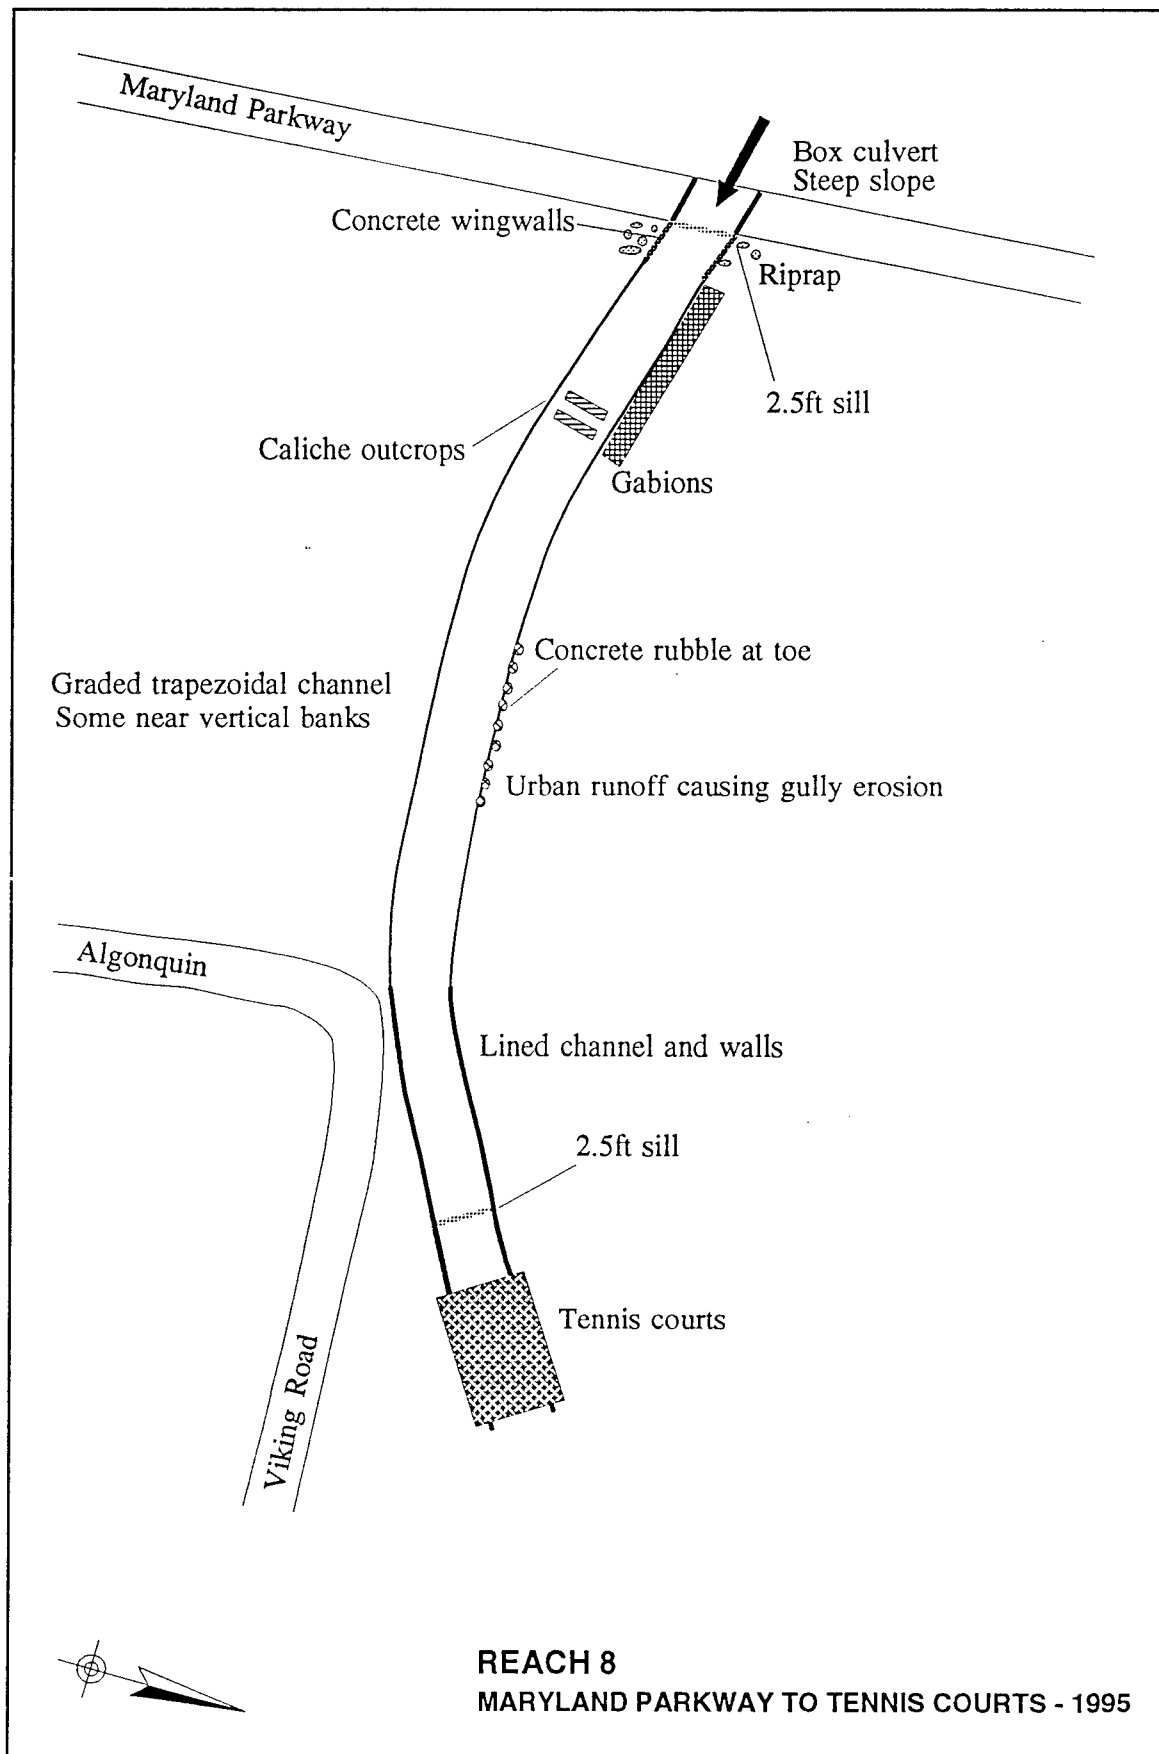 Maryland Parkway
Box culvert
Steep slope
Concrete wingwalls
Riprap
2.5ft sill
Caliche outcrops
Gabions
Concrete rubble at toe
Graded trapezoidal channel
Some near vertical banks
Urban runoff causing gully erosion
Algonquin
Lined channel and walls
2.5ft sill
Tennis courts
Viking Road
REACH 8
MARYLAND PARKWAY TO TENNIS COURTS - 1995